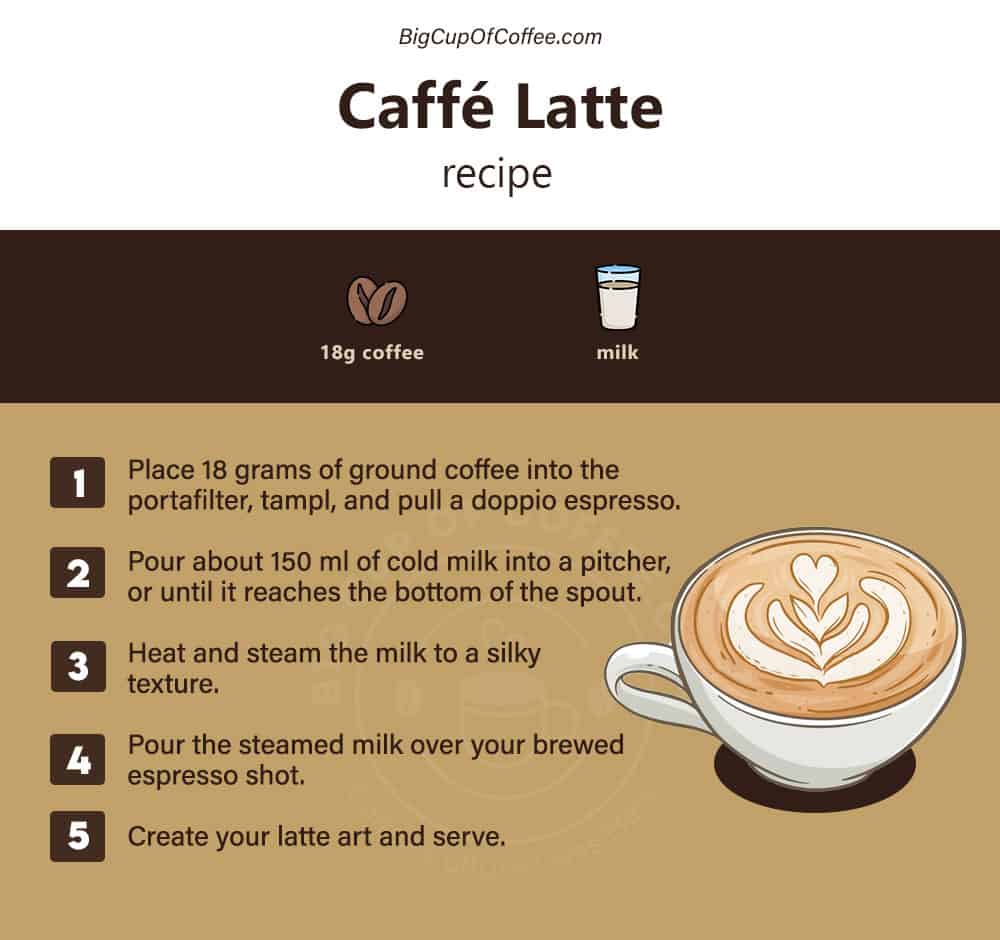 BigCupOfCoffee.com
Caffé Latte
recipe
18g coffee
milk
1
Place 18 grams of ground coffee into the
portafilter, tampl, and pull a doppio espresso.
2
Pour about 150 ml of cold milk into a pitcher,
or until it reaches the bottom of the spout.
3
Heat and steam the milk to a silky
texture.
4
Pour the steamed milk over your brewed
espresso shot.
5
Create your latte art and serve.